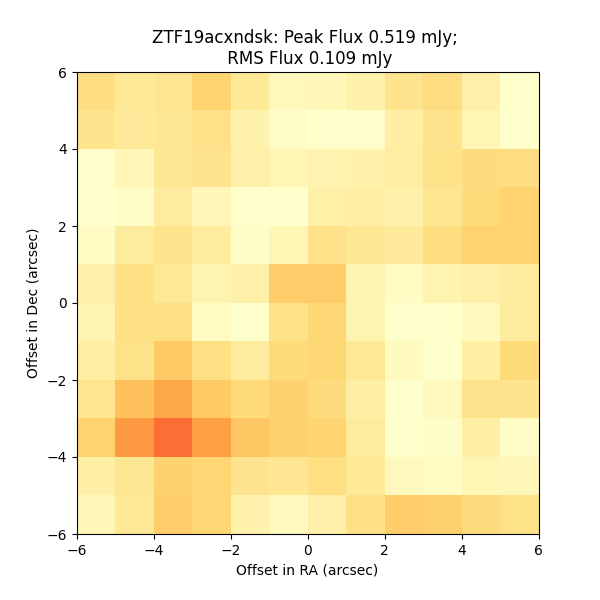 ZTF19acxndsk: Peak Flux 0.519 mJy;
RMS Flux 0.109 mJy
6
4
2
0
−2
−4
−6
Offset in Dec (arcsec)
−6 −4 −2 0 2 4 6
Offset in RA (arcsec)